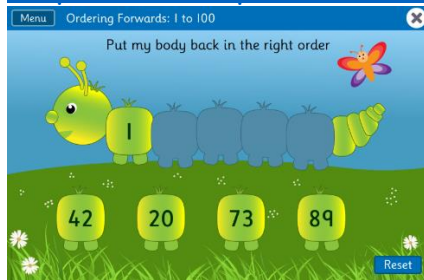 Menu Ordering Forwards: 1 to 100
Put my body back in the right order
1
42 20 73 89
Reset